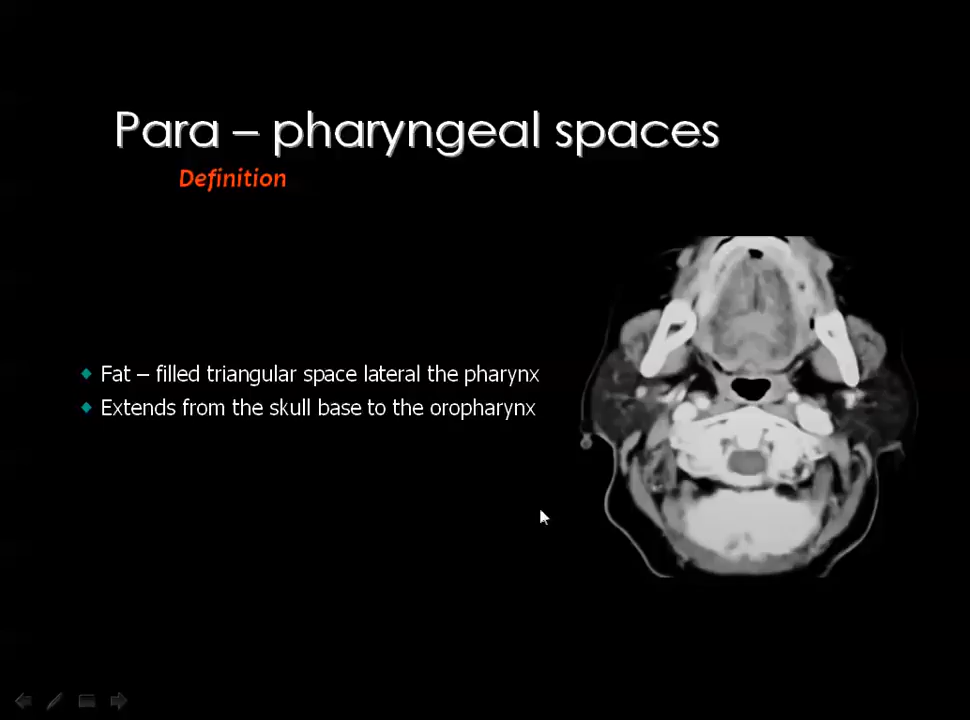 Para – pharyngeal spaces
Definition
Fat – filled triangular space lateral the pharynx
Extends from the skull base to the oropharynx